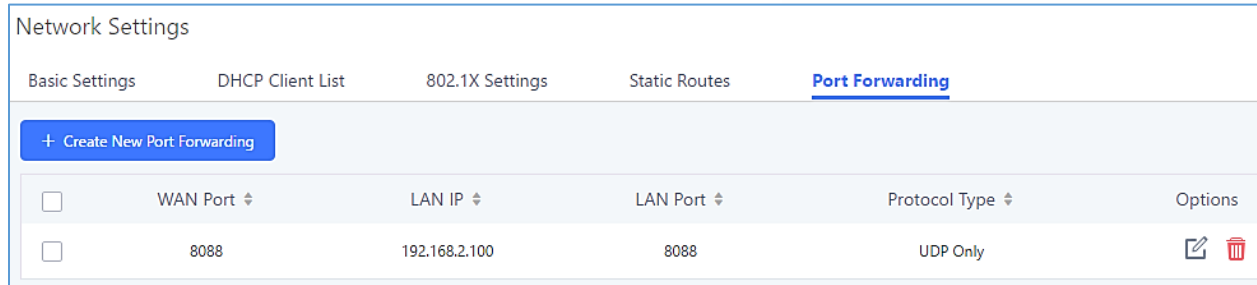 Network Settings
Basic Settings DHCP Client List 802.1X Settings Static Routes Port Forwarding
+ Create New Port Forwarding
WAN Port LAN IP LAN Port Protocol Type Options
8088 192.168.2.100 8088 UDP Only